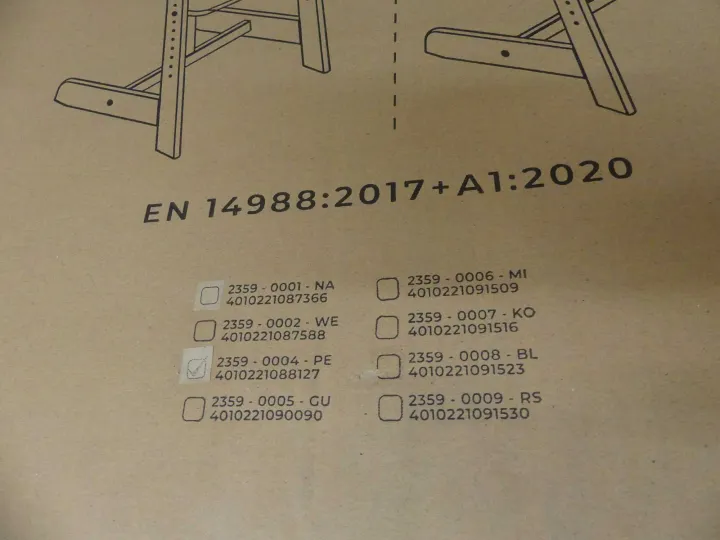 EN 14988:2017+A1:2020
2359 - 0001 - NA
4010221087366
2359 - 0002 - WE
4010221087588
2359 - 0004 - PE
4010221088127
2359 - 0005 - GU
4010221090090
2359 - 0006 - MI
4010221091509
2359 - 0007 - KO
4010221091516
2359 - 0008 - BL
4010221091523
2359 - 0009 - RS
4010221091530